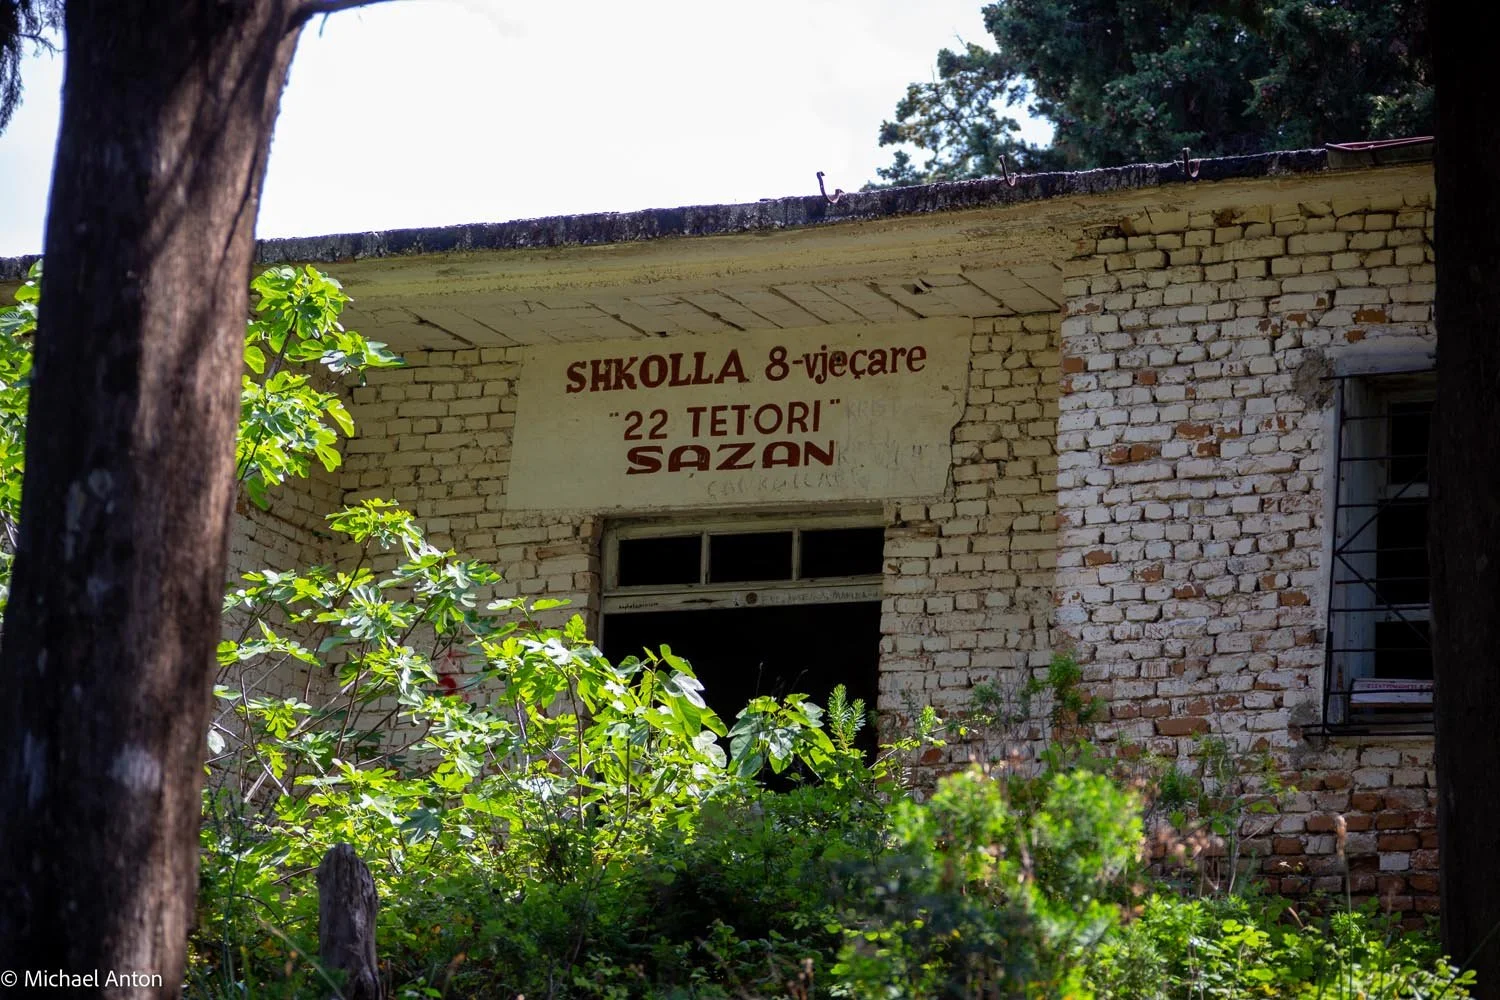 SHKOLLA 8-vjeçare
"22 TETORI"
SAZAN
© Michael Anton